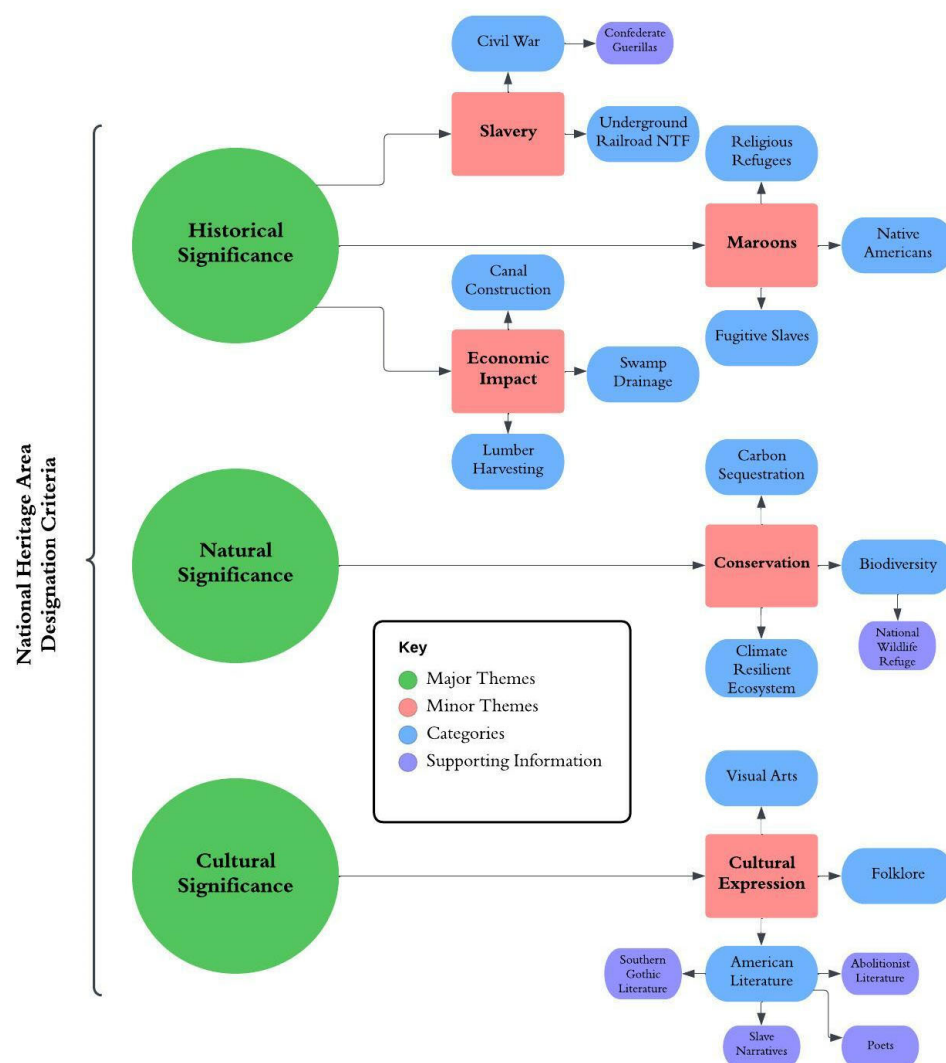 Civil War
Confederate
Guerillas
Slavery
Underground
Railroad NTF
Religious
Refugees
Historical
Significance
Maroons
Native
Americans
Canal
Construction
Fugitive Slaves
Economic
Impact
Swamp
Drainage
Lumber
Harvesting
National Heritage Area
Designation Criteria
Carbon
Sequestration
Natural
Significance
Conservation
Biodiversity
National
Wildlife
Refuge
Climate
Resilient
Ecosystem
Key
Major Themes
Minor Themes
Categories
Supporting Information
Visual Arts
Cultural
Significance
Cultural
Expression
Folklore
Southern
Gothic
Literature
American
Literature
Abolitionist
Literature
Slave
Narratives
Poets